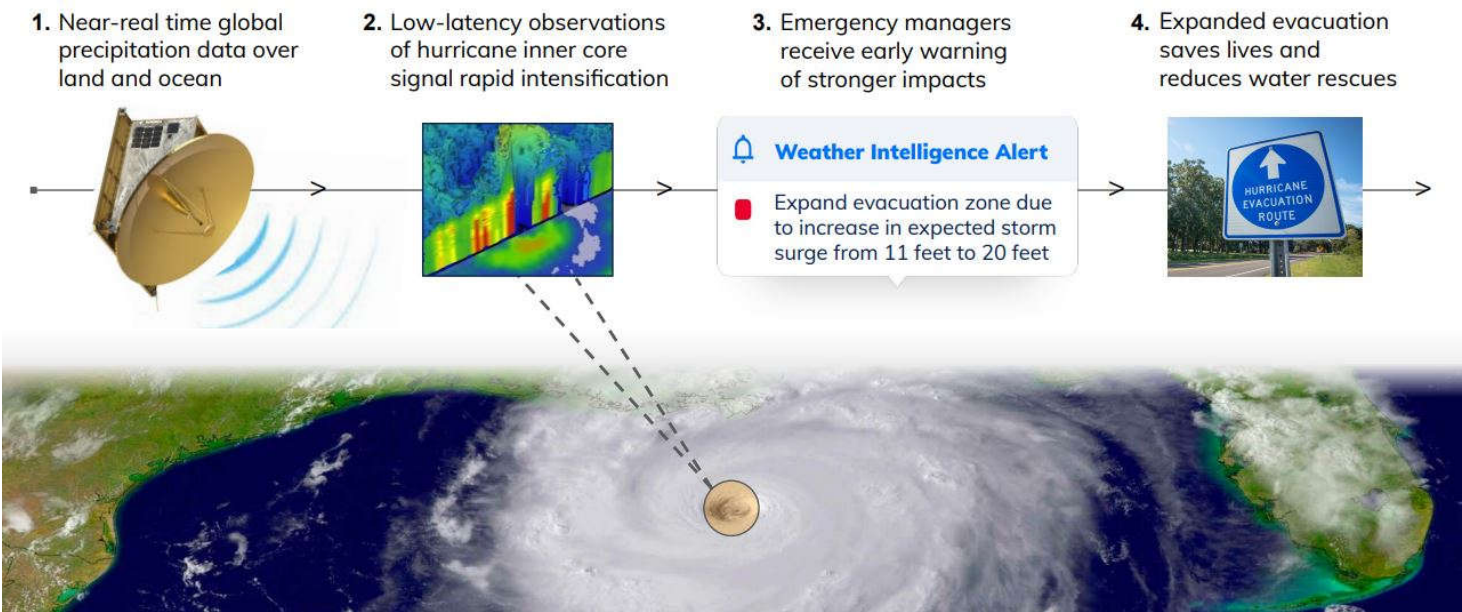 1. Near-real time global
precipitation data over
land and ocean
2. Low-latency observations
of hurricane inner core
signal rapid intensification
3. Emergency managers
receive early warning
of stronger impacts
4. Expanded evacuation
saves lives and
reduces water rescues
Weather Intelligence Alert
Expand evacuation zone due
to increase in expected storm
surge from 11 feet to 20 feet
HURRICANE
EVACUATION
ROUTE